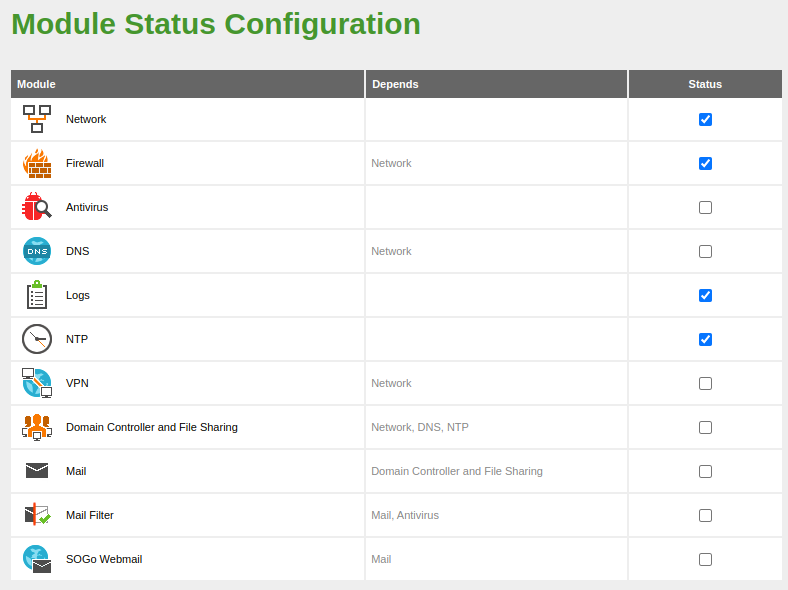 Module Status Configuration
Module Depends Status
Network
Firewall Network
Antivirus
DNS DNS Network
Logs
NTP
VPN Network
Domain Controller and File Sharing Network, DNS, NTP
Mail Domain Controller and File Sharing
Mail Filter Mail, Antivirus
SOGo Webmail Mail